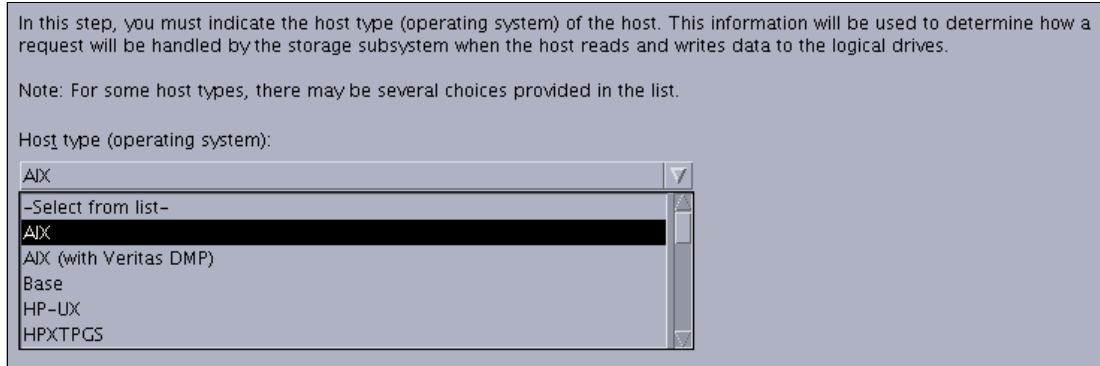 In this step, you must indicate the host type (operating system) of the host. This information will be used to determine how a
request will be handled by the storage subsystem when the host reads and writes data to the logical drives.
Note: For some host types, there may be several choices provided in the list.
Host type (operating system):
AIX
-Select from list-
AIX
AIX (with Veritas DMP)
Base
HP-UX
HPXTPGS